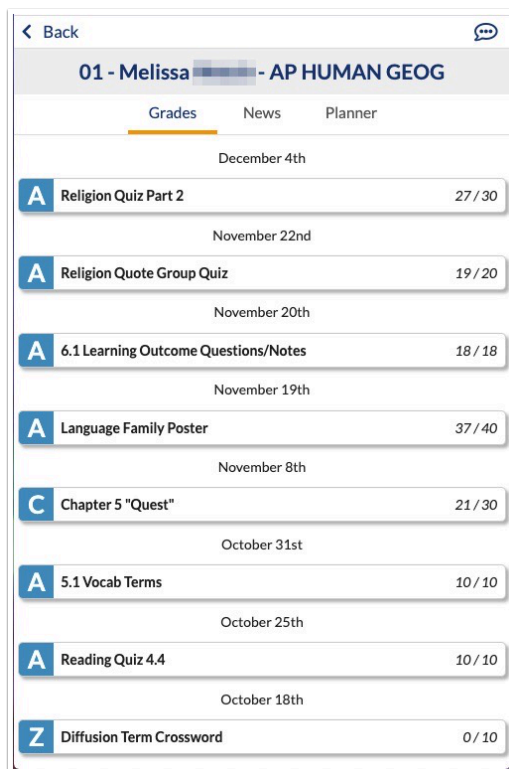 Back
01 - Melissa - AP HUMAN GEOG
Grades News Planner
December 4th
A Religion Quiz Part 2 27 / 30
November 22nd
A Religion Quote Group Quiz 19 / 20
November 20th
A 6.1 Learning Outcome Questions/Notes 18 / 18
November 19th
A Language Family Poster 37 / 40
November 8th
C Chapter 5 "Quest" 21 / 30
October 31st
A 5.1 Vocab Terms 10 / 10
October 25th
A Reading Quiz 4.4 10 / 10
October 18th
Z Diffusion Term Crossword 0 / 10